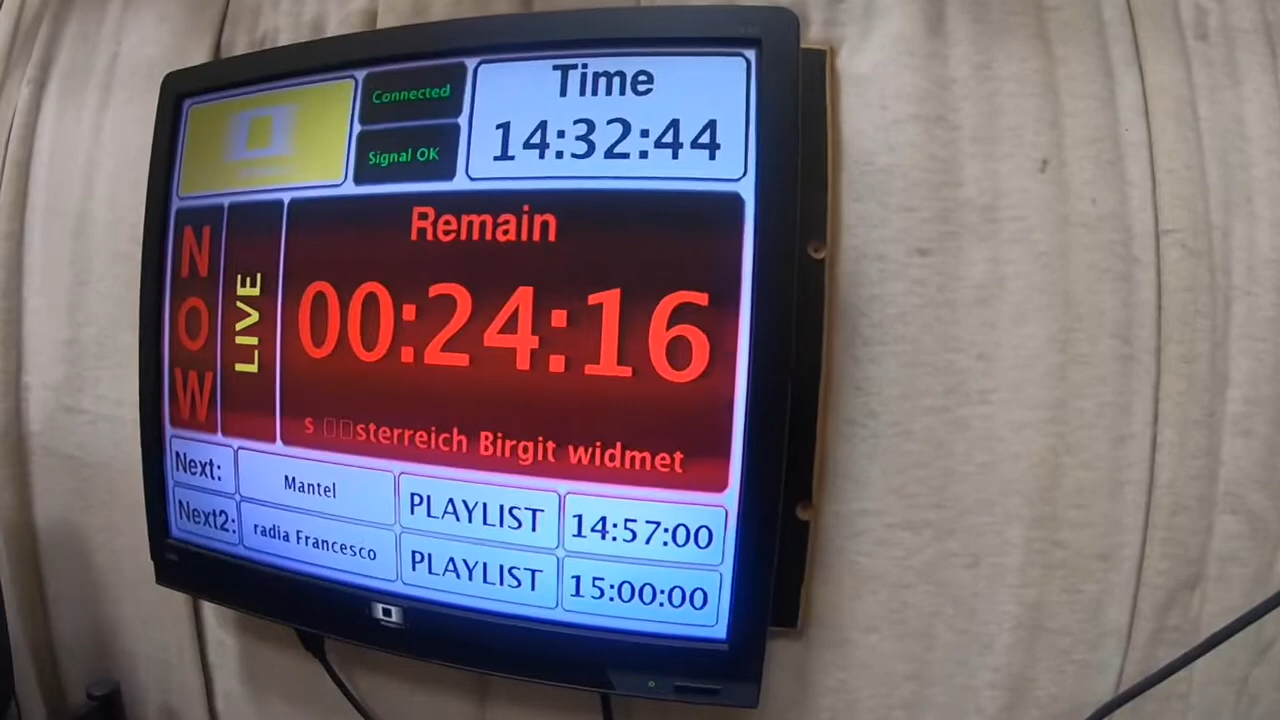 Connected
Signal OK
Time
14:32:44
NOW
LIVE
Remain
00:24:16
s □□sterreich Birgit widmet
Next: Mantel PLAYLIST 14:57:00
Next2: radia Francesco PLAYLIST 15:00:00